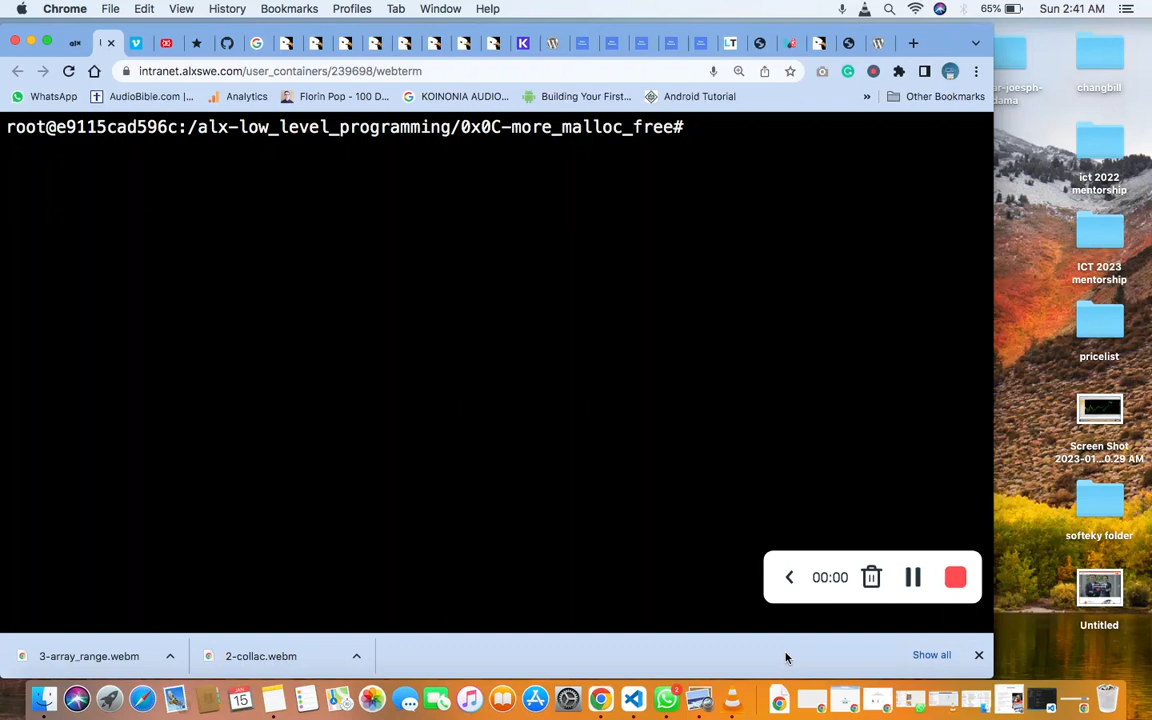 Chrome File Edit View History Bookmarks Profiles Tab Window Help 65% Sun 2:41 AM
intranet.alxswe.com/user_containers/239698/webterm
WhatsApp AudioBible.com |... Analytics Florin Pop - 100 D... KOINONIA AUDIO... Building Your First... Android Tutorial » Other Bookmarks
root@e9115cad596c:/alx-low_level_programming/0x0C-more_malloc_free#
00:00
3-array_range.webm 2-collac.webm Show all
ar-joesph-
dama
changbill
ict 2022
mentorship
ICT 2023
mentorship
pricelist
Screen Shot
2023-01...0.29 AM
softeky folder
Untitled